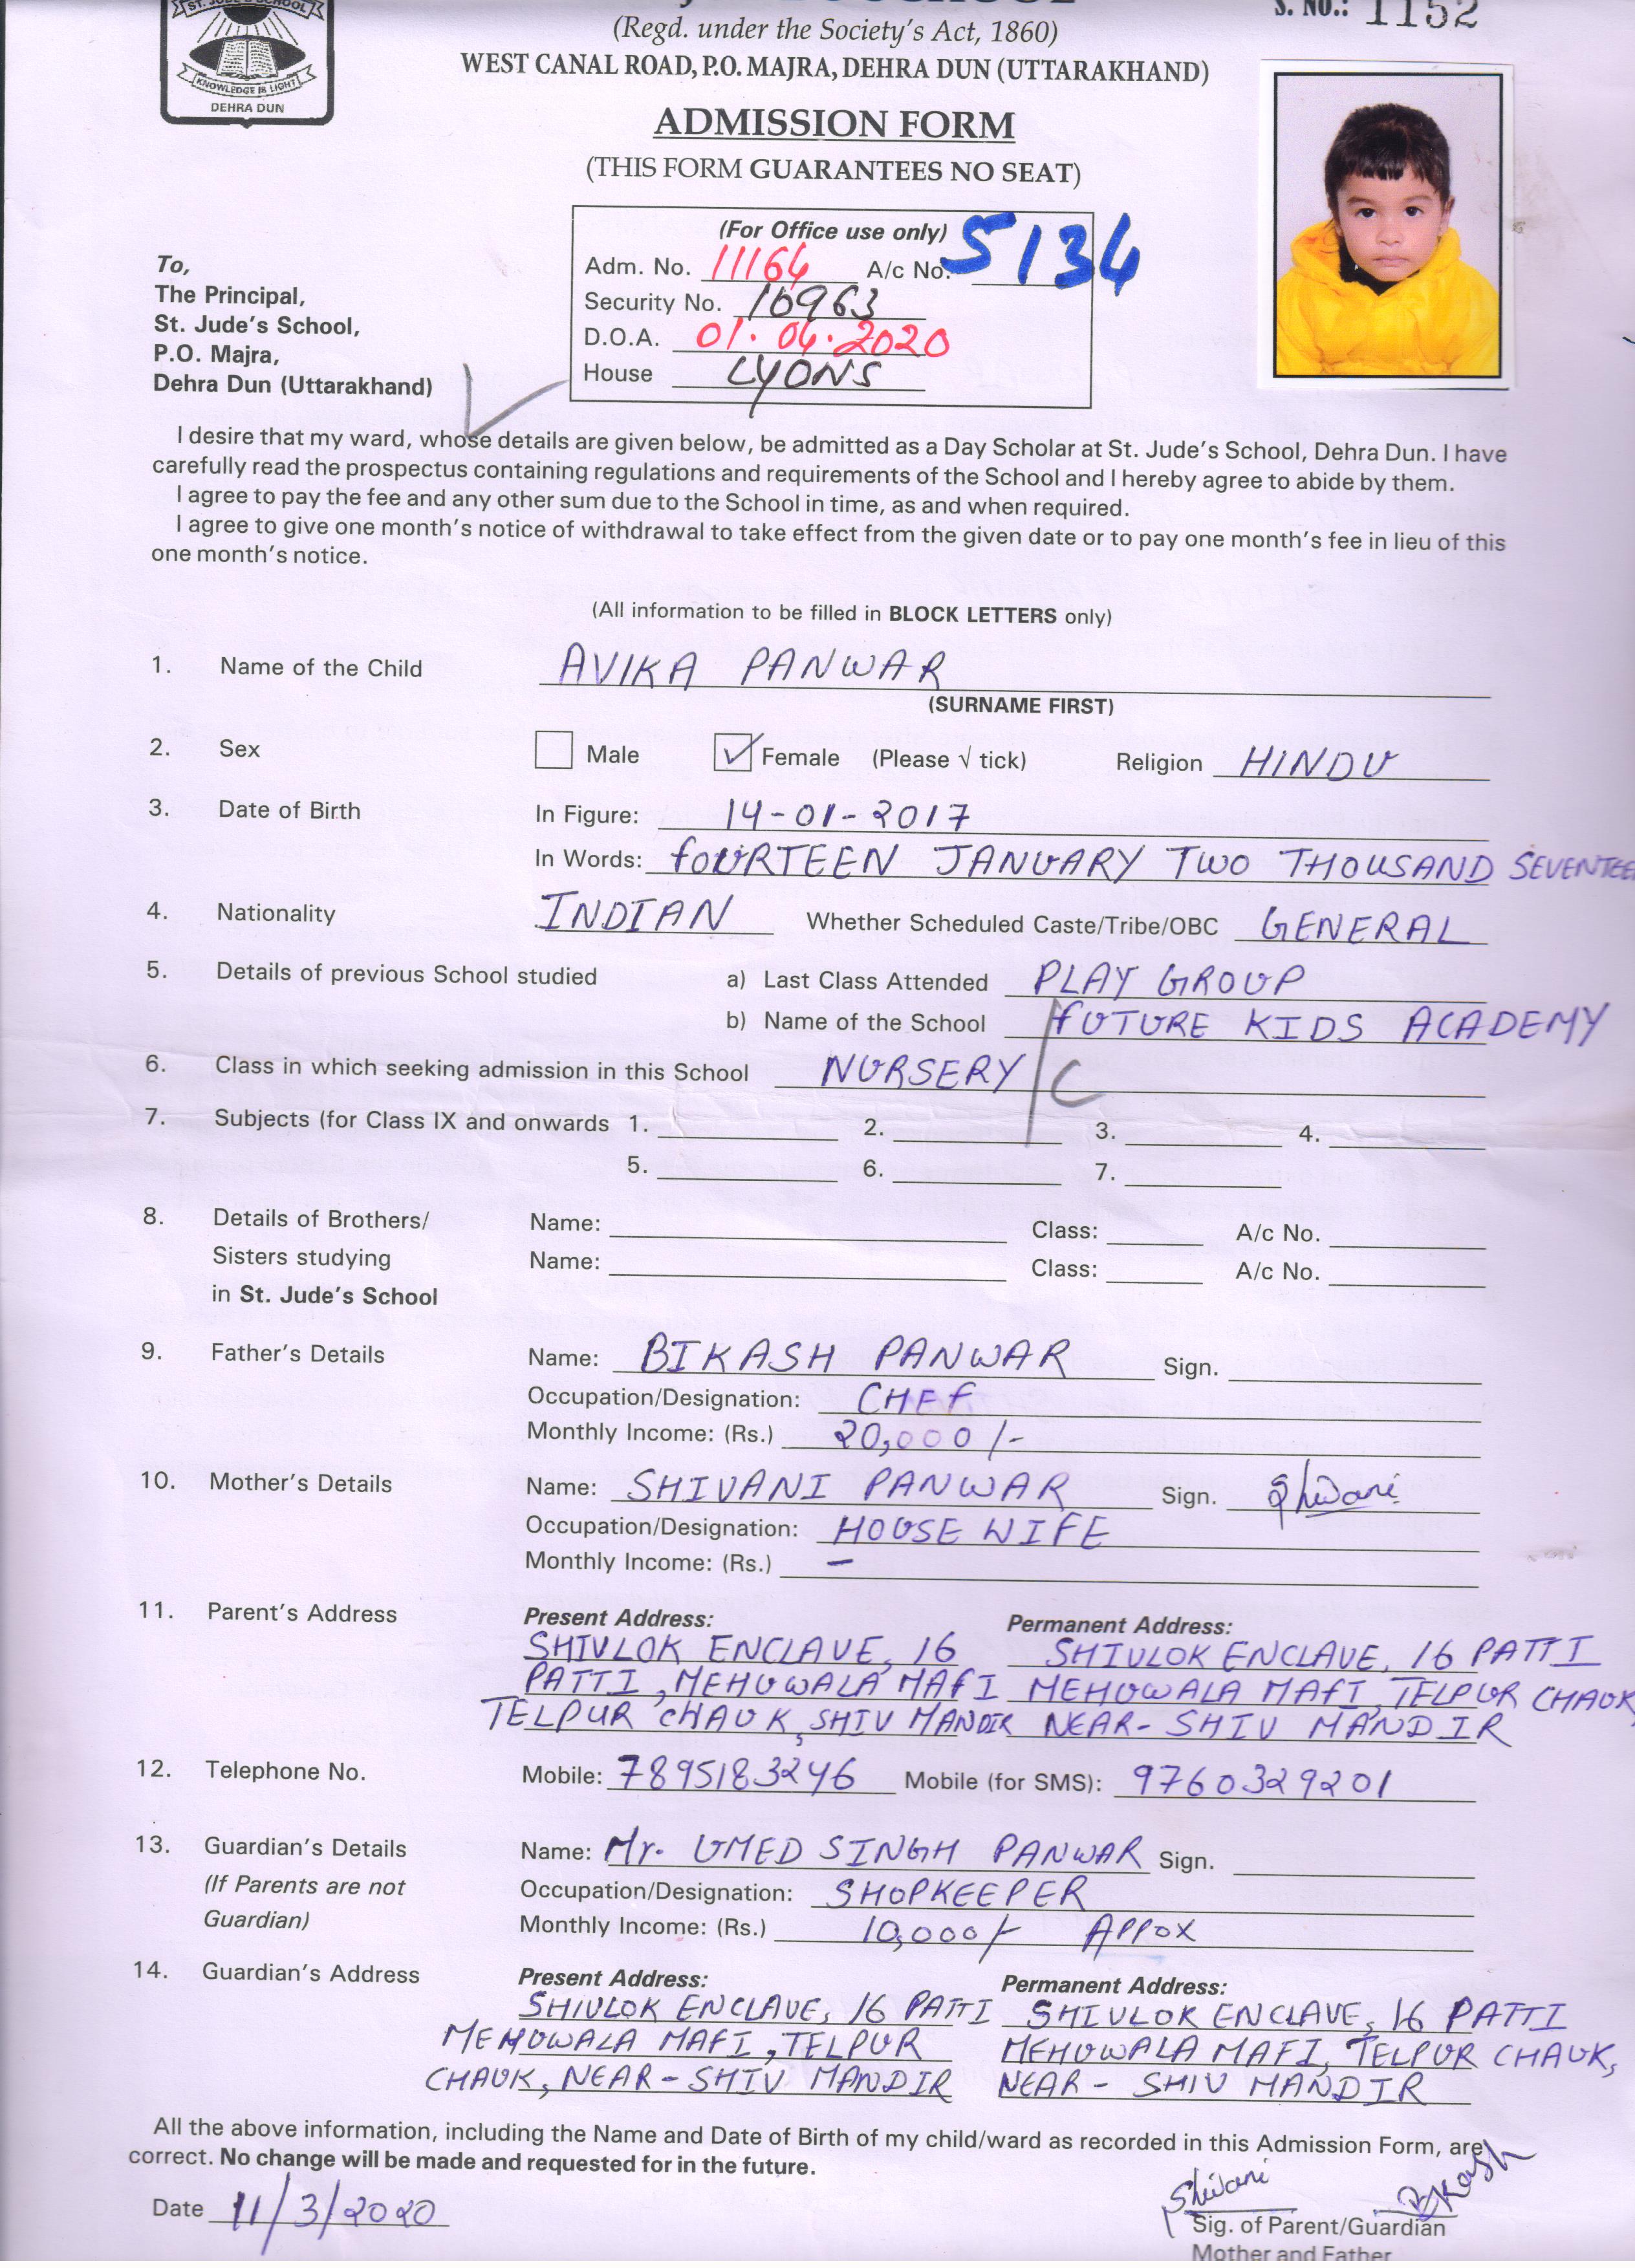 ST. JUDE'S SCHOOL
KNOWLEDGE IS LIGHT
DEHRA DUN
S. NO.: 1152
(Regd. under the Society's Act, 1860)
WEST CANAL ROAD, P.O. MAJRA, DEHRA DUN (UTTARAKHAND)
ADMISSION FORM
(THIS FORM GUARANTEES NO SEAT)
(For Office use only)
Adm. No. 11164 A/c No. 5134
Security No. 10963
D.O.A. 01.04.2020
House LYONS
To,
The Principal,
St. Jude's School,
P.O. Majra,
Dehra Dun (Uttarakhand)
I desire that my ward, whose details are given below, be admitted as a Day Scholar at St. Jude's School, Dehra Dun. I have
carefully read the prospectus containing regulations and requirements of the School and I hereby agree to abide by them.
I agree to pay the fee and any other sum due to the School in time, as and when required.
I agree to give one month's notice of withdrawal to take effect from the given date or to pay one month's fee in lieu of this
one month's notice.
(All information to be filled in BLOCK LETTERS only)
1. Name of the Child AVIKA PANWAR
(SURNAME FIRST)
2. Sex Male ✓ Female (Please √ tick) Religion HINDU
3. Date of Birth In Figure: 14-01-2017
In Words: fOURTEEN JANUARY TWO THOUSAND SEVENTEEN
4. Nationality INDIAN Whether Scheduled Caste/Tribe/OBC GENERAL
5. Details of previous School studied a) Last Class Attended PLAY GROUP
b) Name of the School fUTURE KIDS ACADEMY
6. Class in which seeking admission in this School NURSERY / C
7. Subjects (for Class IX and onwards 1. 2. 3. 4.
5. 6. 7.
8. Details of Brothers/ Name: Class: A/c No.
Sisters studying Name: Class: A/c No.
in St. Jude's School
9. Father's Details Name: BIKASH PANWAR Sign.
Occupation/Designation: CHEf
Monthly Income: (Rs.) 20,000/-
10. Mother's Details Name: SHIVANI PANWAR Sign. Shivani
Occupation/Designation: HOUSE WIFE
Monthly Income: (Rs.) –
11. Parent's Address Present Address: Permanent Address:
SHIVLOK ENCLAVE, 16 SHIVLOK ENCLAVE, 16 PATTI
PATTI, MEHUWALA MAfI MEHUWALA MAfI, TELPUR CHAUK,
TELPUR CHAUK, SHIV MANDIR NEAR- SHIV MANDIR
12. Telephone No. Mobile: 7895183246 Mobile (for SMS): 9760329201
13. Guardian's Details Name: Mr. UMED SINGH PANWAR Sign.
(If Parents are not Occupation/Designation: SHOPKEEPER
Guardian) Monthly Income: (Rs.) 10,000/- APPOX
14. Guardian's Address Present Address: Permanent Address:
SHIVLOK ENCLAVE, 16 PATTI SHIVLOK ENCLAVE, 16 PATTI
MEHUWALA MAFI, TELPUR MEHUWALA MAFI, TELPUR CHAUK,
CHAUK, NEAR-SHIV MANDIR NEAR- SHIV MANDIR
All the above information, including the Name and Date of Birth of my child/ward as recorded in this Admission Form, are
correct. No change will be made and requested for in the future.
Date 11/3/2020 Shivani Bikash
Sig. of Parent/Guardian
Mother and Father